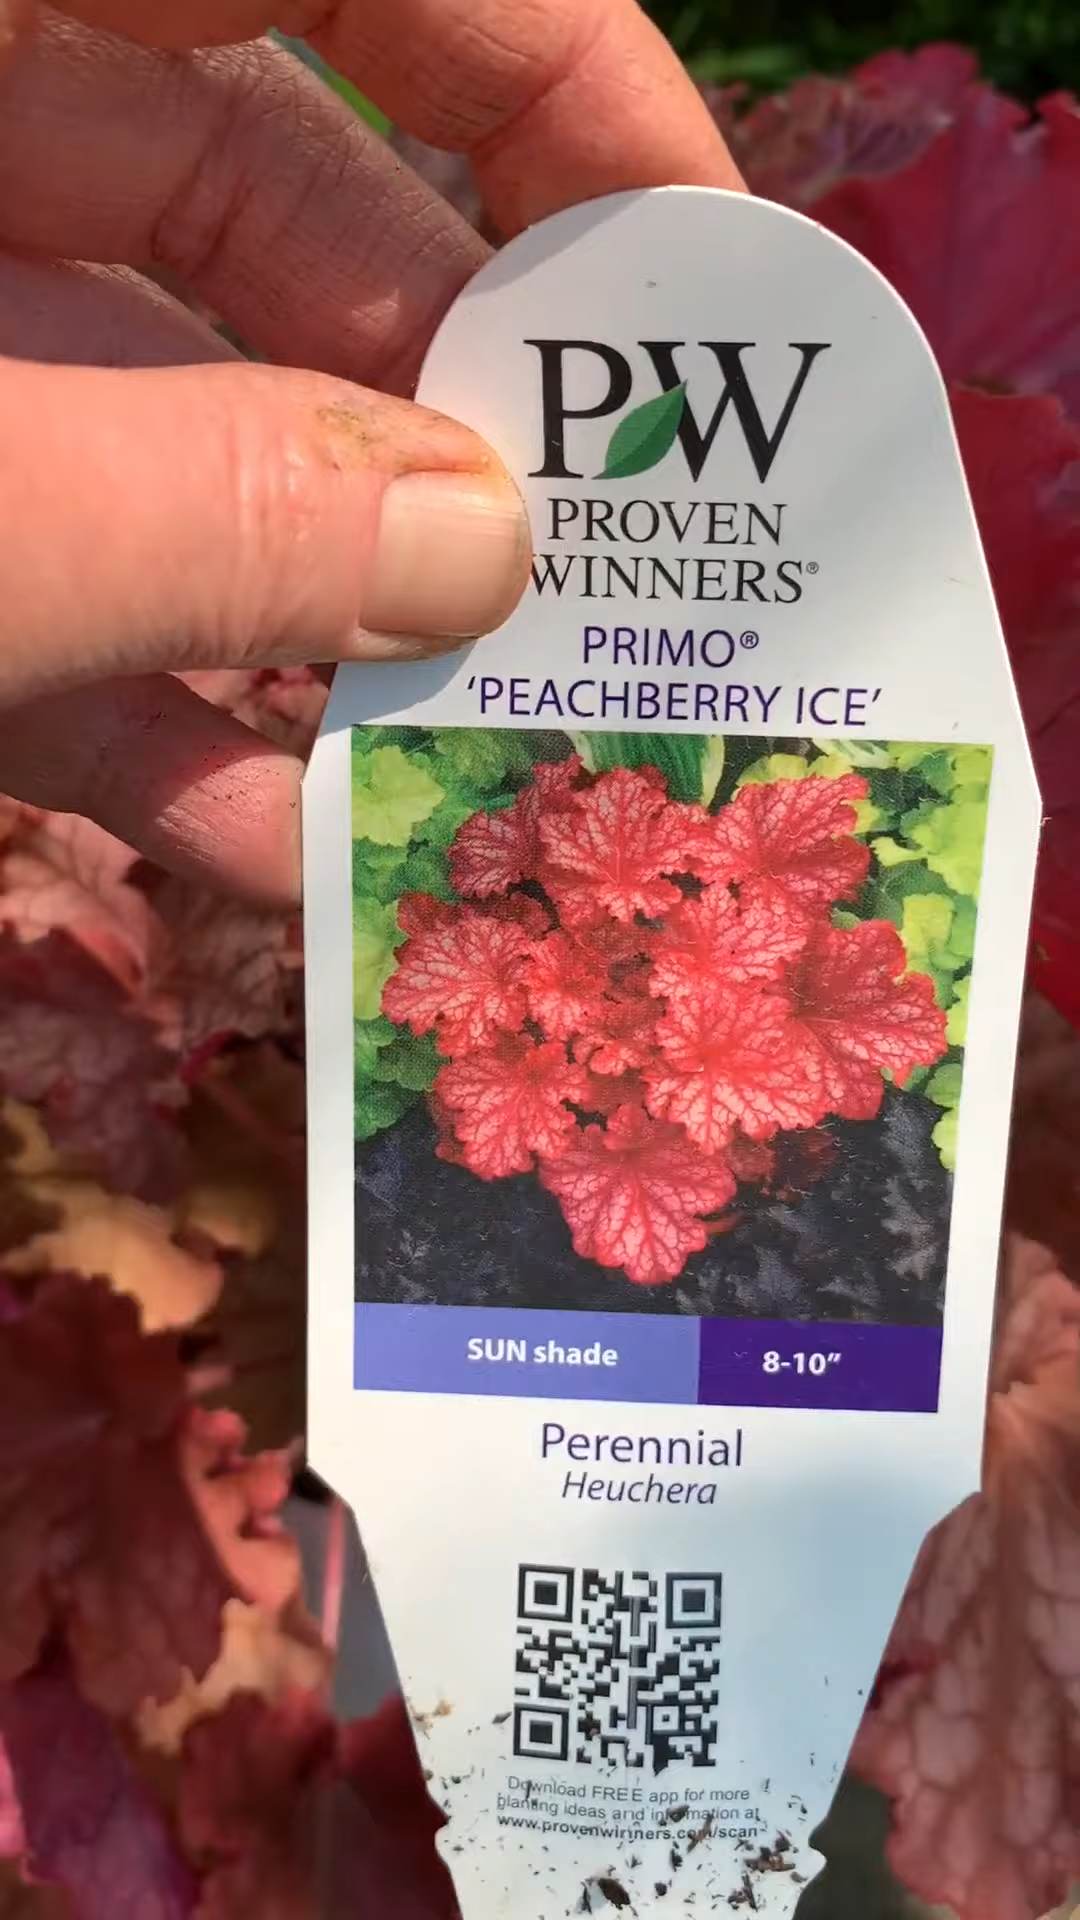 PW
PROVEN
WINNERS®
PRIMO®
‘PEACHBERRY ICE’
SUN shade
8-10”
Perennial
Heuchera
Download FREE app for more
planting ideas and information at
www.provenwinners.com/scan